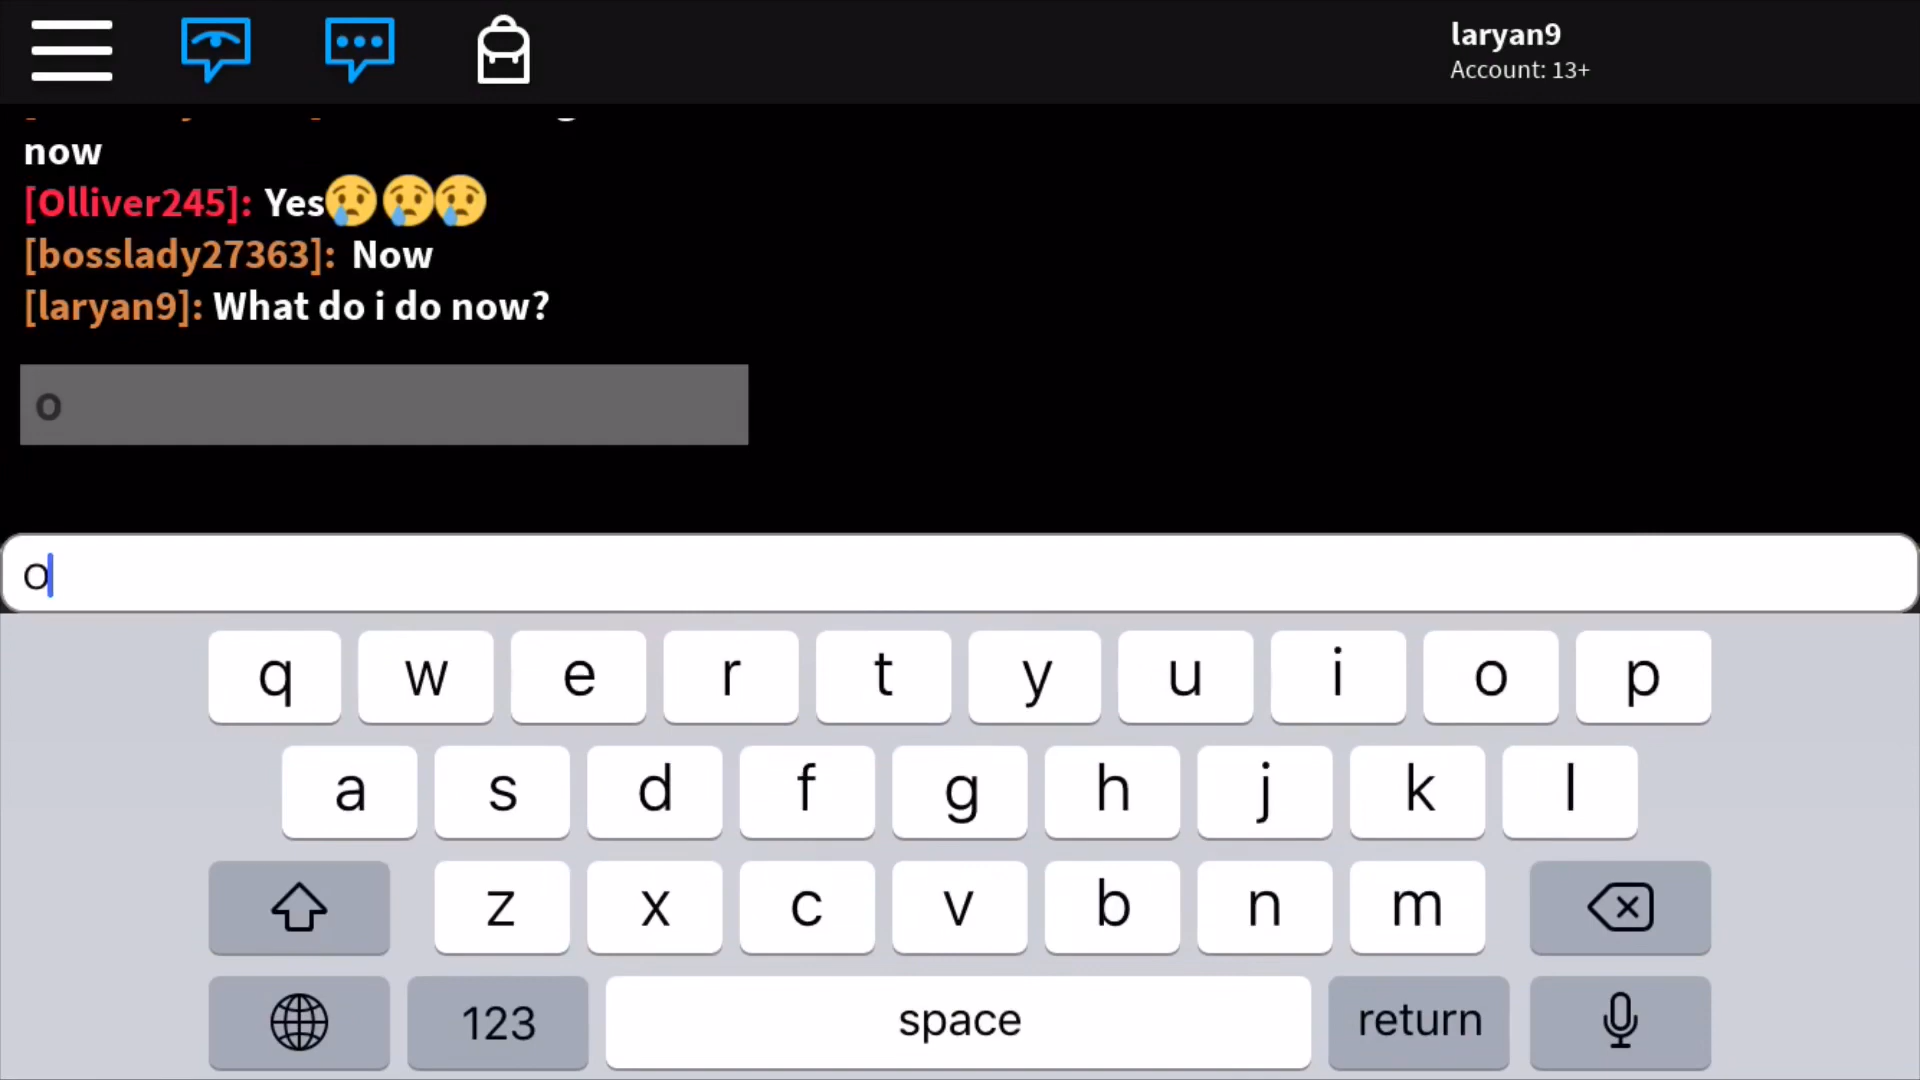 laryan9
Account: 13+
now
[Olliver245]: Yes😢😢😢
[bosslady27363]: Now
[laryan9]: What do i do now?
o
o
q w e r t y u i o p
a s d f g h j k l
z x c v b n m
123 space return